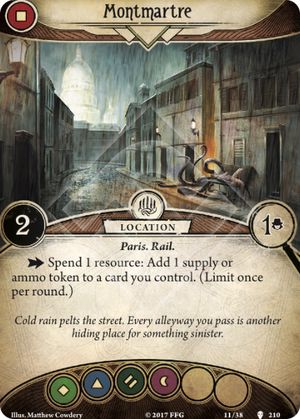 Montmartre
2
LOCATION
1
Paris. Rail.
Spend 1 resource: Add 1 supply or
ammo token to a card you control. (Limit once
per round.)
Cold rain pelts the street. Every alleyway you pass is another
hiding place for something sinister.
Illus. Matthew Cowdery © 2017 FFG 11/38 210